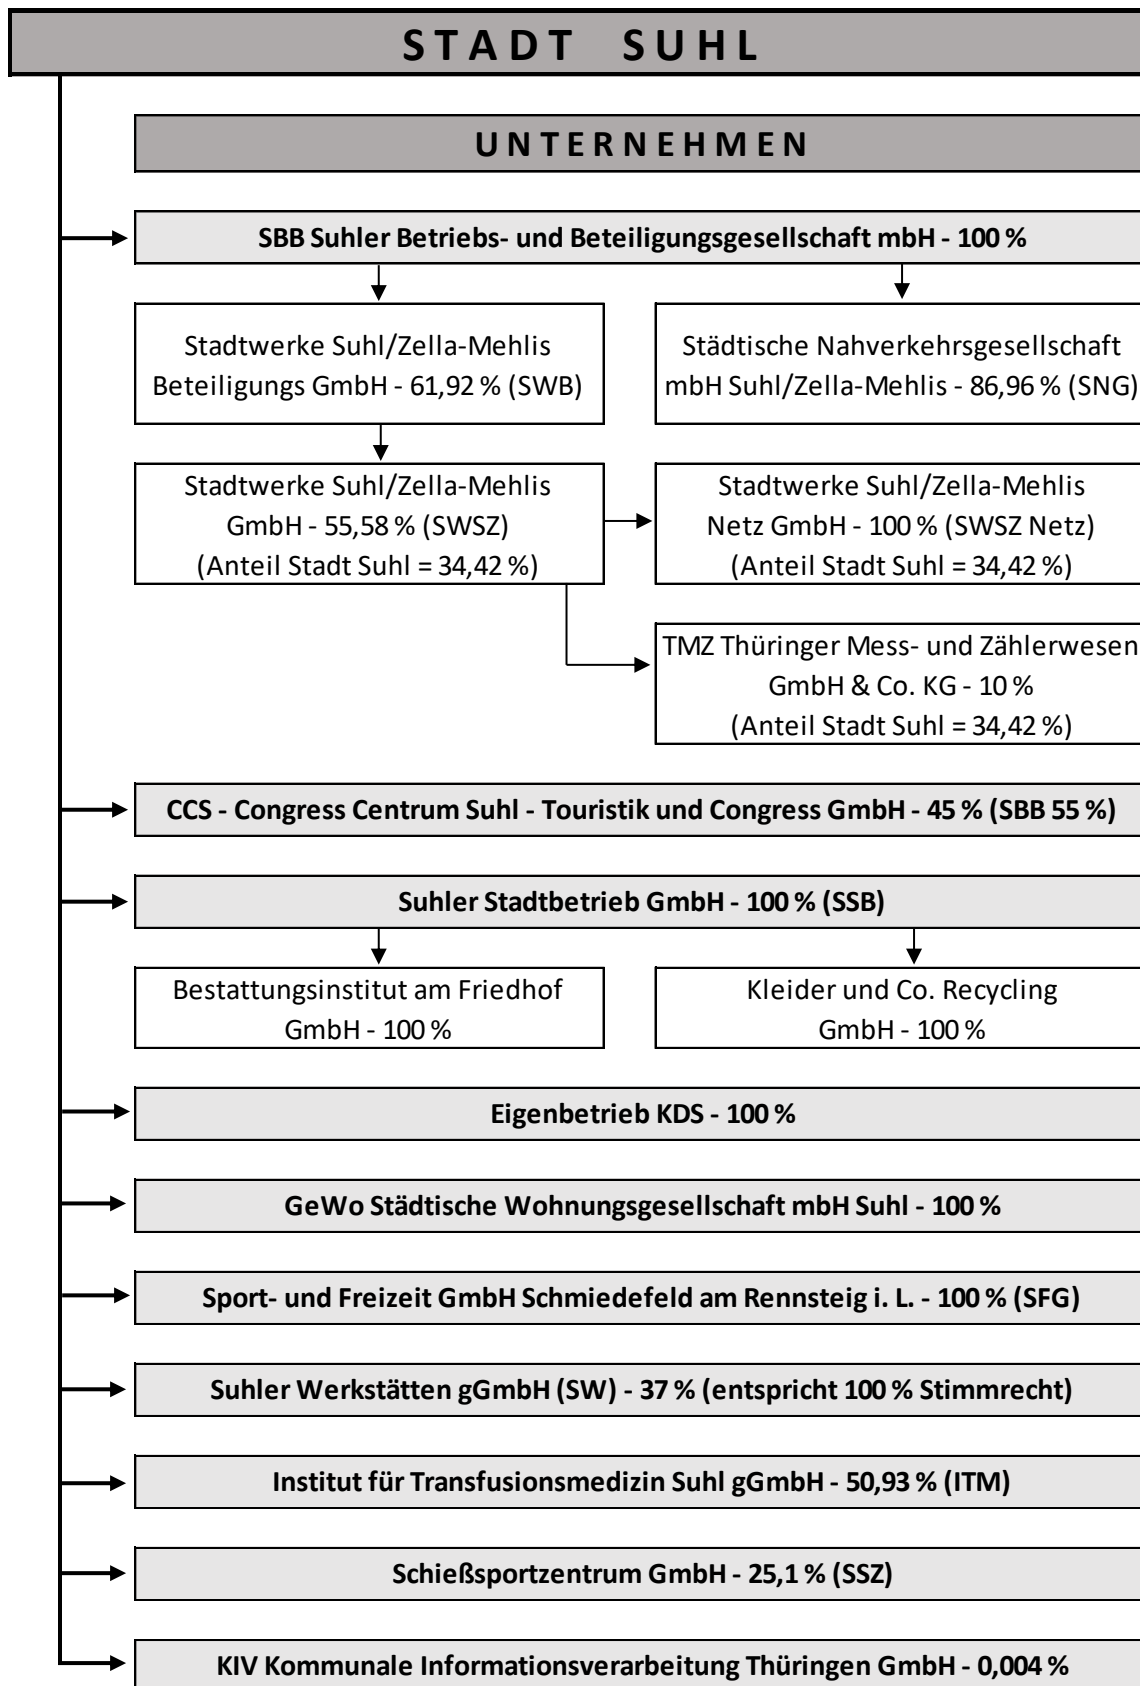 STADT SUHL
UNTERNEHMEN
SBB Suhler Betriebs- und Beteiligungsgesellschaft mbH - 100 %
Stadtwerke Suhl/Zella-Mehlis
Beteiligungs GmbH - 61,92 % (SWB)
Städtische Nahverkehrsgesellschaft
mbH Suhl/Zella-Mehlis - 86,96 % (SNG)
Stadtwerke Suhl/Zella-Mehlis
GmbH - 55,58 % (SWSZ)
(Anteil Stadt Suhl = 34,42 %)
Stadtwerke Suhl/Zella-Mehlis
Netz GmbH - 100 % (SWSZ Netz)
(Anteil Stadt Suhl = 34,42 %)
TMZ Thüringer Mess- und Zählerwesen
GmbH & Co. KG - 10 %
(Anteil Stadt Suhl = 34,42 %)
CCS - Congress Centrum Suhl - Touristik und Congress GmbH - 45 % (SBB 55 %)
Suhler Stadtbetrieb GmbH - 100 % (SSB)
Bestattungsinstitut am Friedhof
GmbH - 100 %
Kleider und Co. Recycling
GmbH - 100 %
Eigenbetrieb KDS - 100 %
GeWo Städtische Wohnungsgesellschaft mbH Suhl - 100 %
Sport- und Freizeit GmbH Schmiedefeld am Rennsteig i. L. - 100 % (SFG)
Suhler Werkstätten gGmbH (SW) - 37 % (entspricht 100 % Stimmrecht)
Institut für Transfusionsmedizin Suhl gGmbH - 50,93 % (ITM)
Schießsportzentrum GmbH - 25,1 % (SSZ)
KIV Kommunale Informationsverarbeitung Thüringen GmbH - 0,004 %